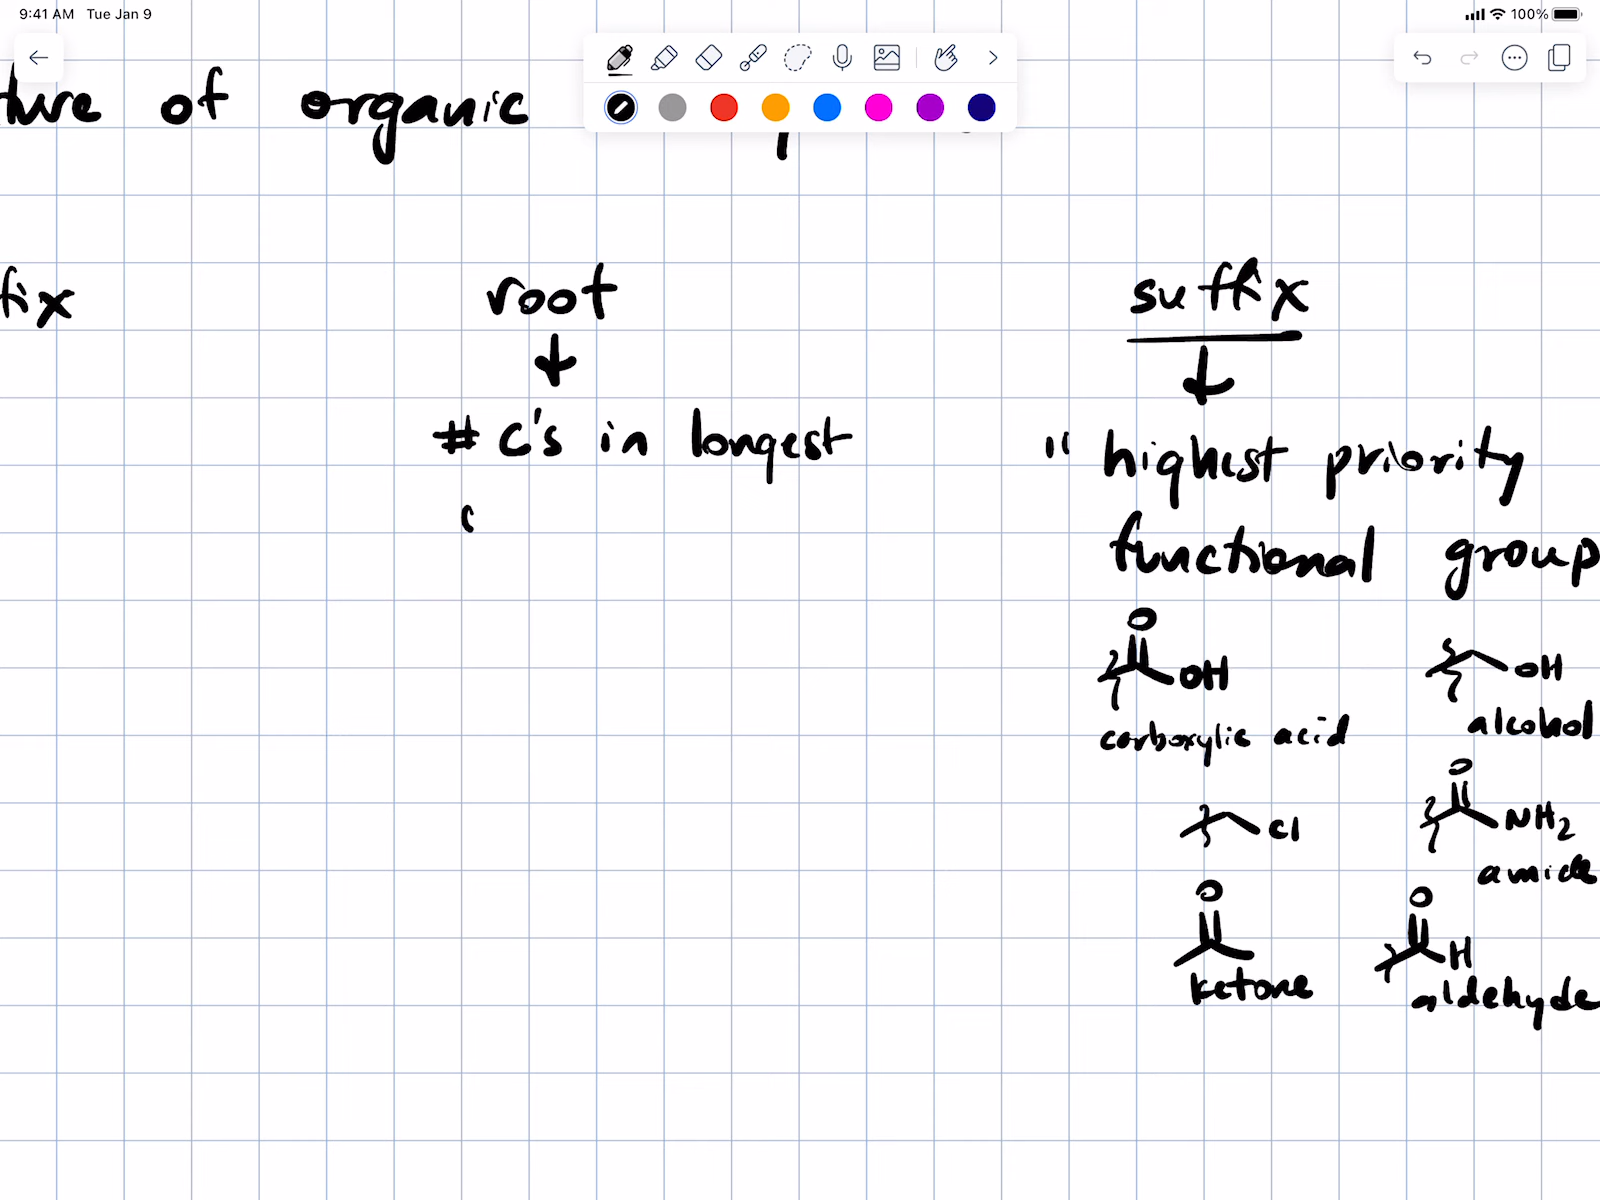 9:41 AM Tue Jan 9 100%
ture of organic
fix root suffix
# C's in longest
" highest priority
functional group
O
OH OH
carboxylic acid alcohol
O
Cl NH2
amide
O O
H
ketone aldehyde